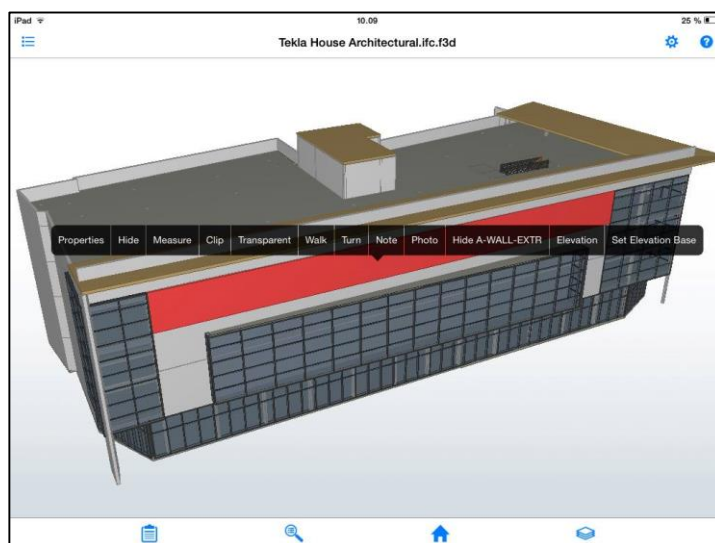 iPad 10.09 25 %
Tekla House Architectural.ifc.f3d
Properties Hide Measure Clip Transparent Walk Turn Note Photo Hide A-WALL-EXTR Elevation Set Elevation Base